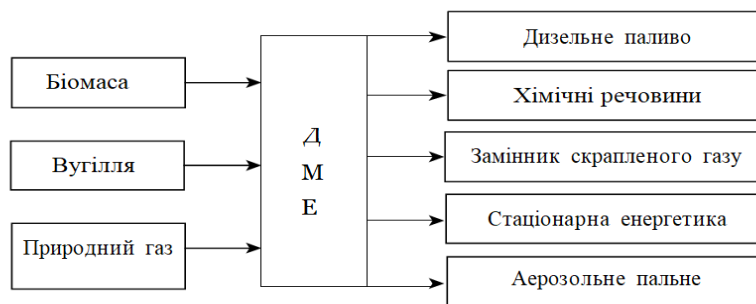 Біомаса
Вугілля
Природний газ
Д
М
Е
Дизельне паливо
Хімічні речовини
Замінник скрапленого газу
Стаціонарна енергетика
Аерозольне пальне